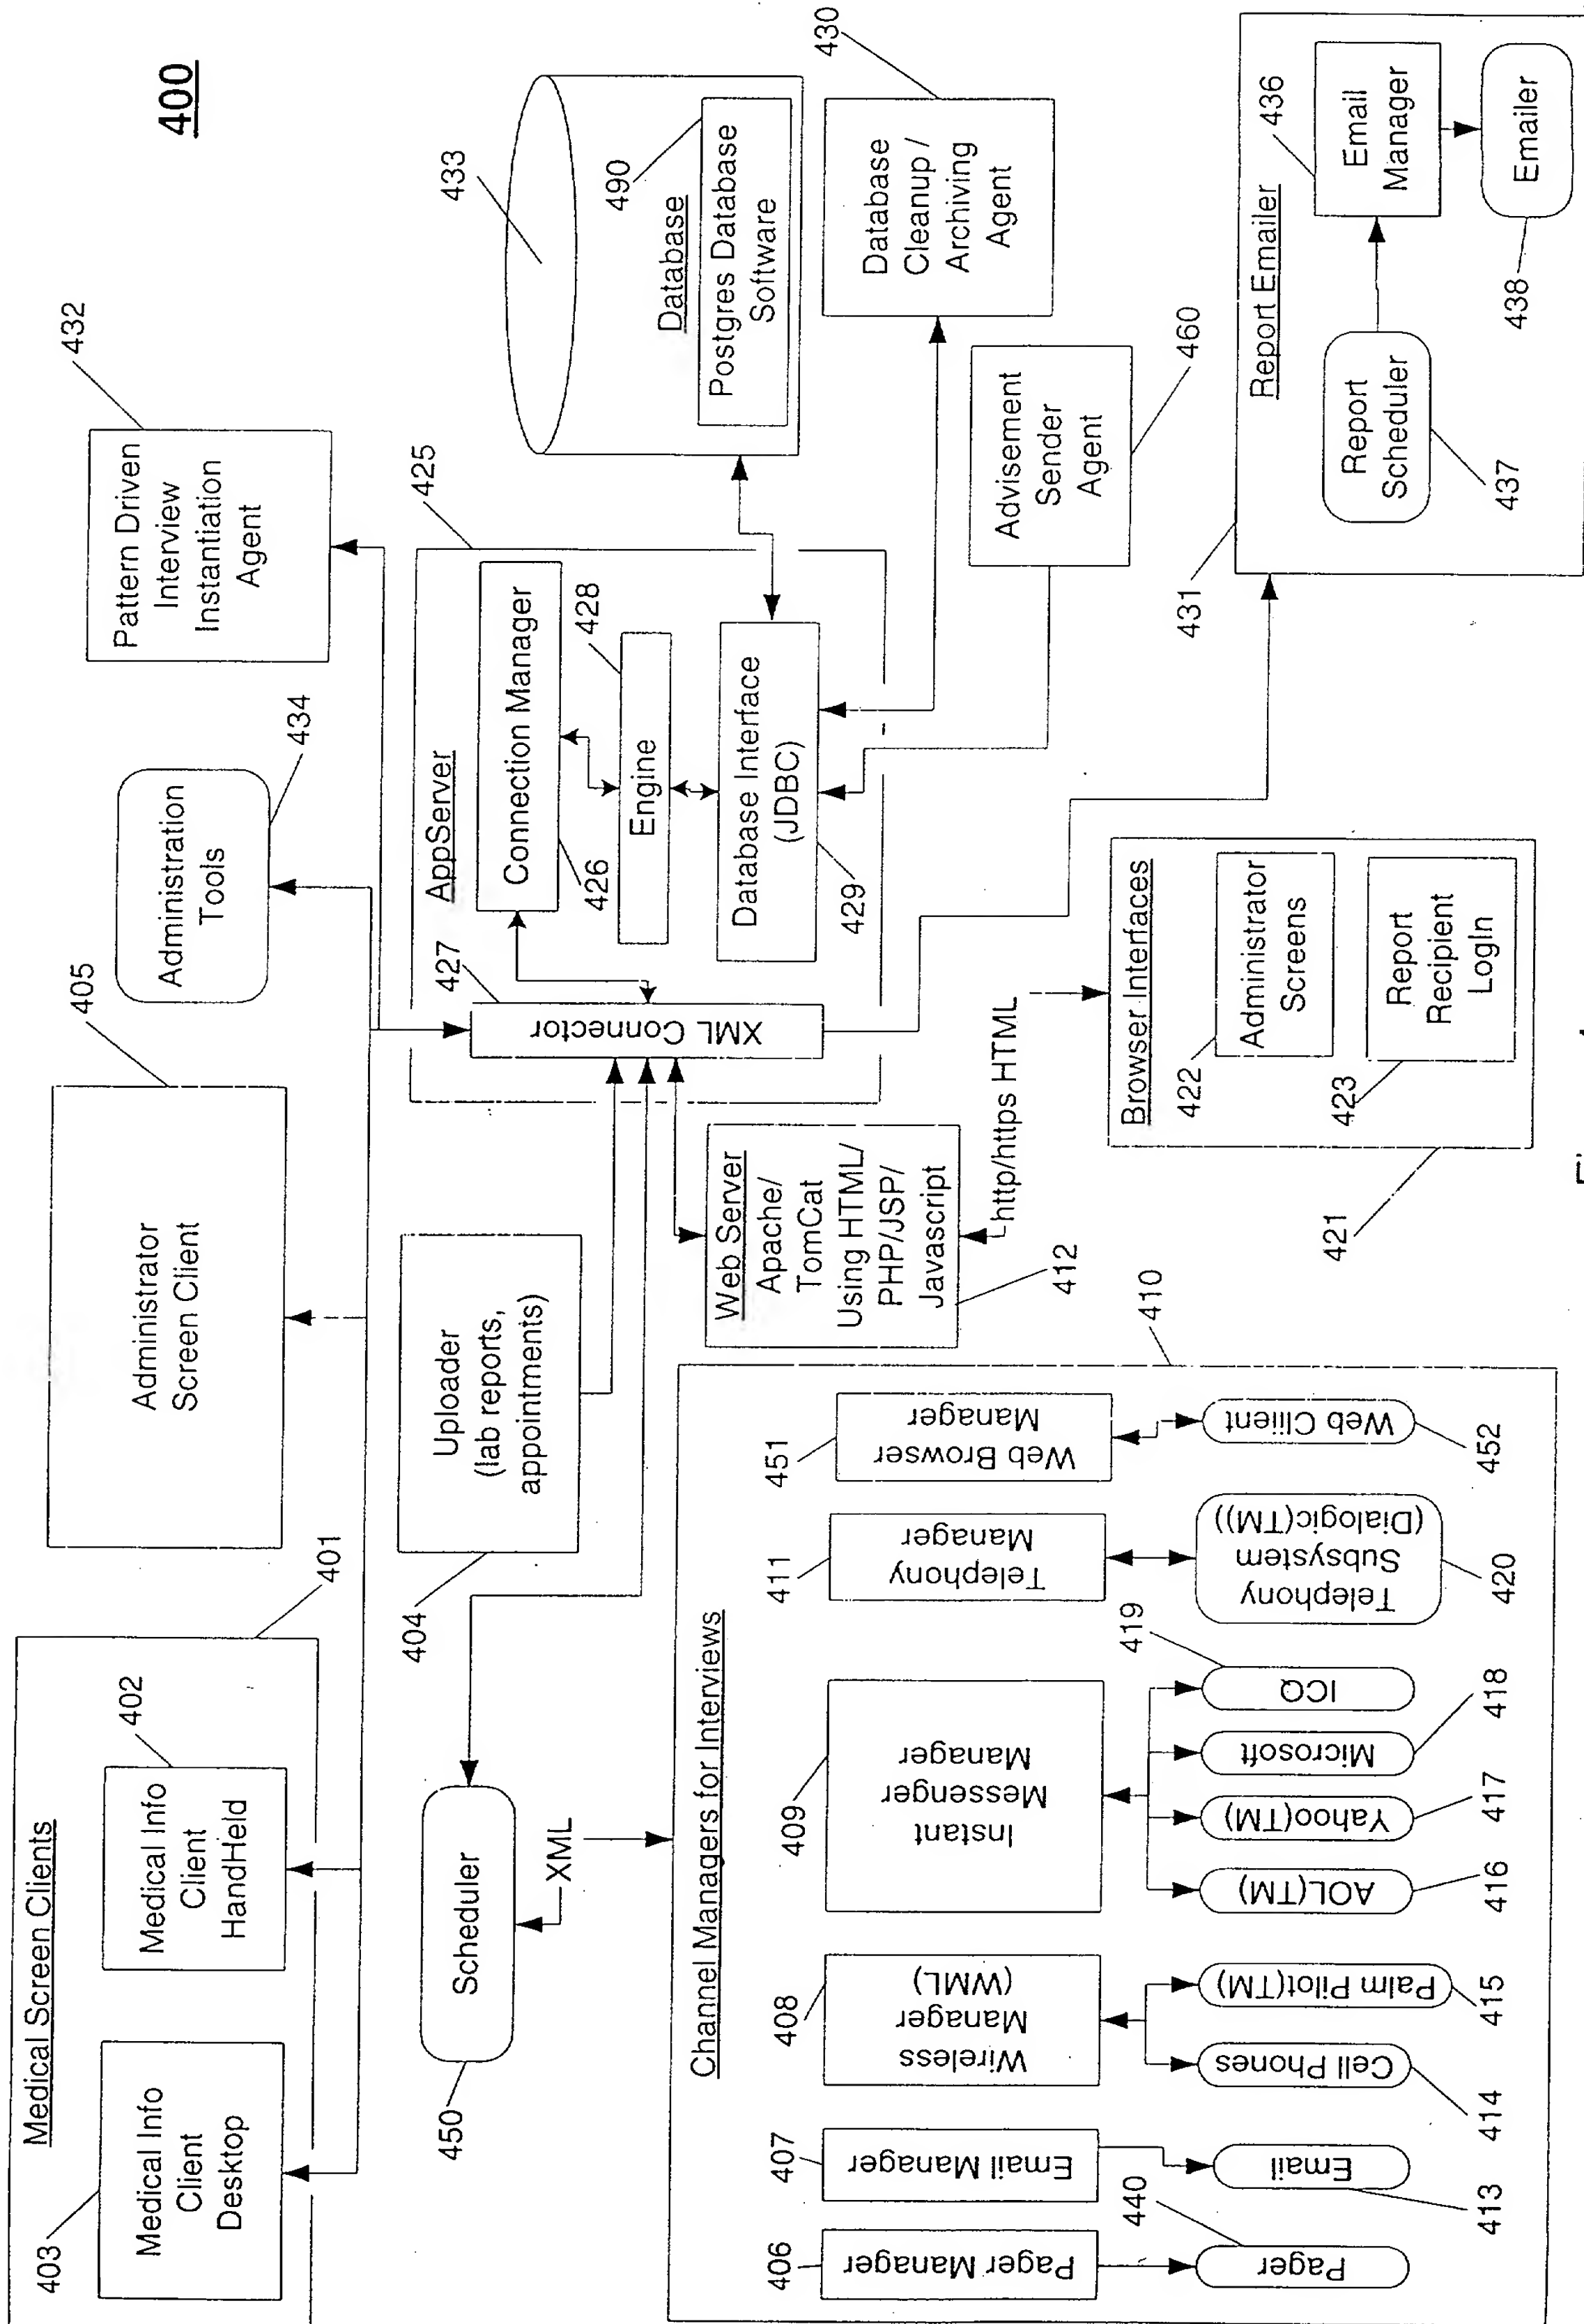 400
Medical Screen Clients
403
Medical Info
Client
Desktop
402
Medical Info
Client
HandHeld
401
405
Administrator
Screen Client
434
Administration
Tools
432
Pattern Driven
Interview
Instantiation
Agent
450
Scheduler
XML
404
Uploader
(lab reports,
appointments)
425
AppServer
427
XML Connector
426
Connection Manager
428
Engine
429
Database Interface
(JDBC)
433
Database
490
Postgres Database
Software
430
Database
Cleanup /
Archiving
Agent
460
Advisement
Sender
Agent
412
Web Server
Apache/
TomCat
Using HTML/
PHP/JSP/
Javascript
http/https HTML
421
Browser Interfaces
422
Administrator
Screens
423
Report
Recipient
LogIn
431
Report Emailer
437
Report
Scheduler
436
Email
Manager
438
Emailer
410
Channel Managers for Interviews
406
Pager Manager
440
Pager
407
Email Manager
413
Email
408
Wireless
Manager
(WML)
414
Cell Phones
415
Palm Pilot(TM)
409
Instant
Messenger
Manager
416
AOL(TM)
417
Yahoo(TM)
418
Microsoft
419
ICQ
411
Telephony
Manager
420
Telephony
Subsystem
(Dialogic(TM))
451
Web Browser
Manager
452
Web Cliient